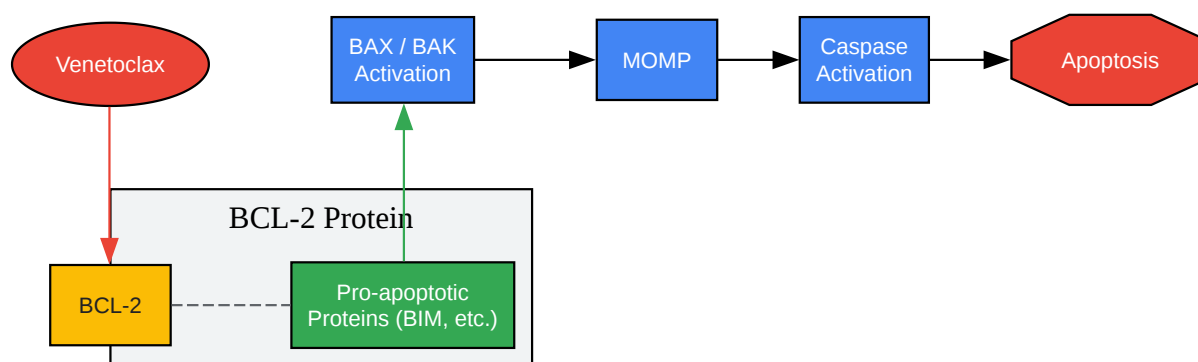 Venetoclax
BAX / BAK
Activation
MOMP
Caspase
Activation
Apoptosis
BCL-2 Protein
BCL-2
Pro-apoptotic
Proteins (BIM, etc.)